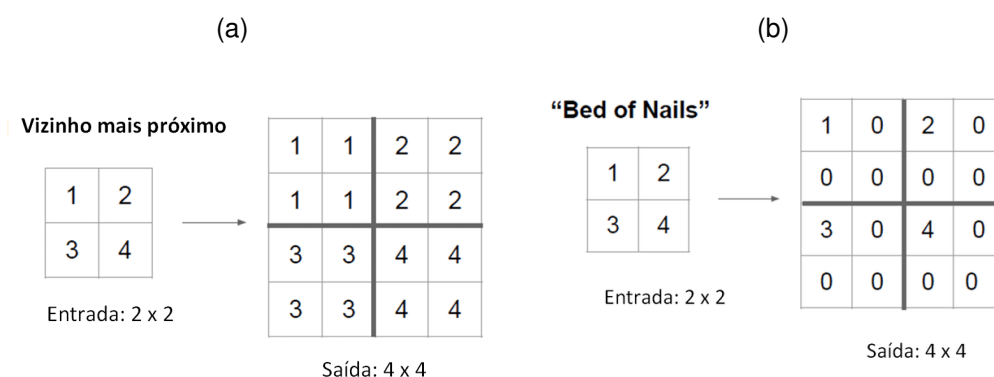 (a)
Vizinho mais próximo
1 2
3 4
Entrada: 2 x 2
1 1 2 2
1 1 2 2
3 3 4 4
3 3 4 4
Saída: 4 x 4
(b)
“Bed of Nails”
1 2
3 4
Entrada: 2 x 2
1 0 2 0
0 0 0 0
3 0 4 0
0 0 0 0
Saída: 4 x 4